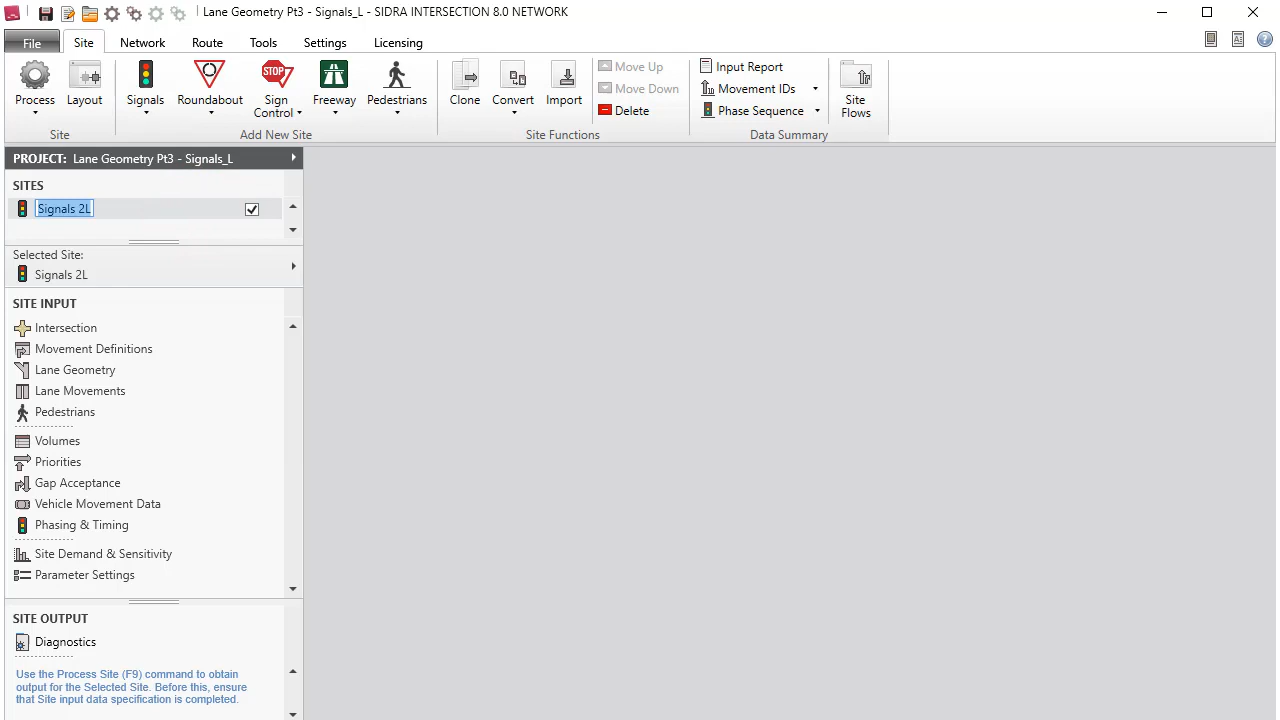 Lane Geometry Pt3 - Signals_L - SIDRA INTERSECTION 8.0 NETWORK
File Site Network Route Tools Settings Licensing
Process Layout Signals Roundabout Sign Control Freeway Pedestrians Clone Convert Import
Move Up
Move Down
Delete
Input Report
Movement IDs
Phase Sequence
Site Flows
Site Add New Site Site Functions Data Summary
PROJECT: Lane Geometry Pt3 - Signals_L
SITES
Signals 2L
Selected Site:
Signals 2L
SITE INPUT
Intersection
Movement Definitions
Lane Geometry
Lane Movements
Pedestrians
Volumes
Priorities
Gap Acceptance
Vehicle Movement Data
Phasing & Timing
Site Demand & Sensitivity
Parameter Settings
SITE OUTPUT
Diagnostics
Use the Process Site (F9) command to obtain
output for the Selected Site. Before this, ensure
that Site input data specification is completed.